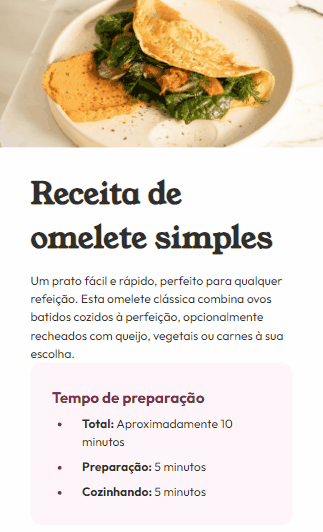 Receita de
omelete simples
Um prato fácil e rápido, perfeito para qualquer
refeição. Esta omelete clássica combina ovos
batidos cozidos à perfeição, opcionalmente
recheados com queijo, vegetais ou carnes à sua
escolha.
Tempo de preparação
• Total: Aproximadamente 10
minutos
• Preparação: 5 minutos
• Cozinhando: 5 minutos